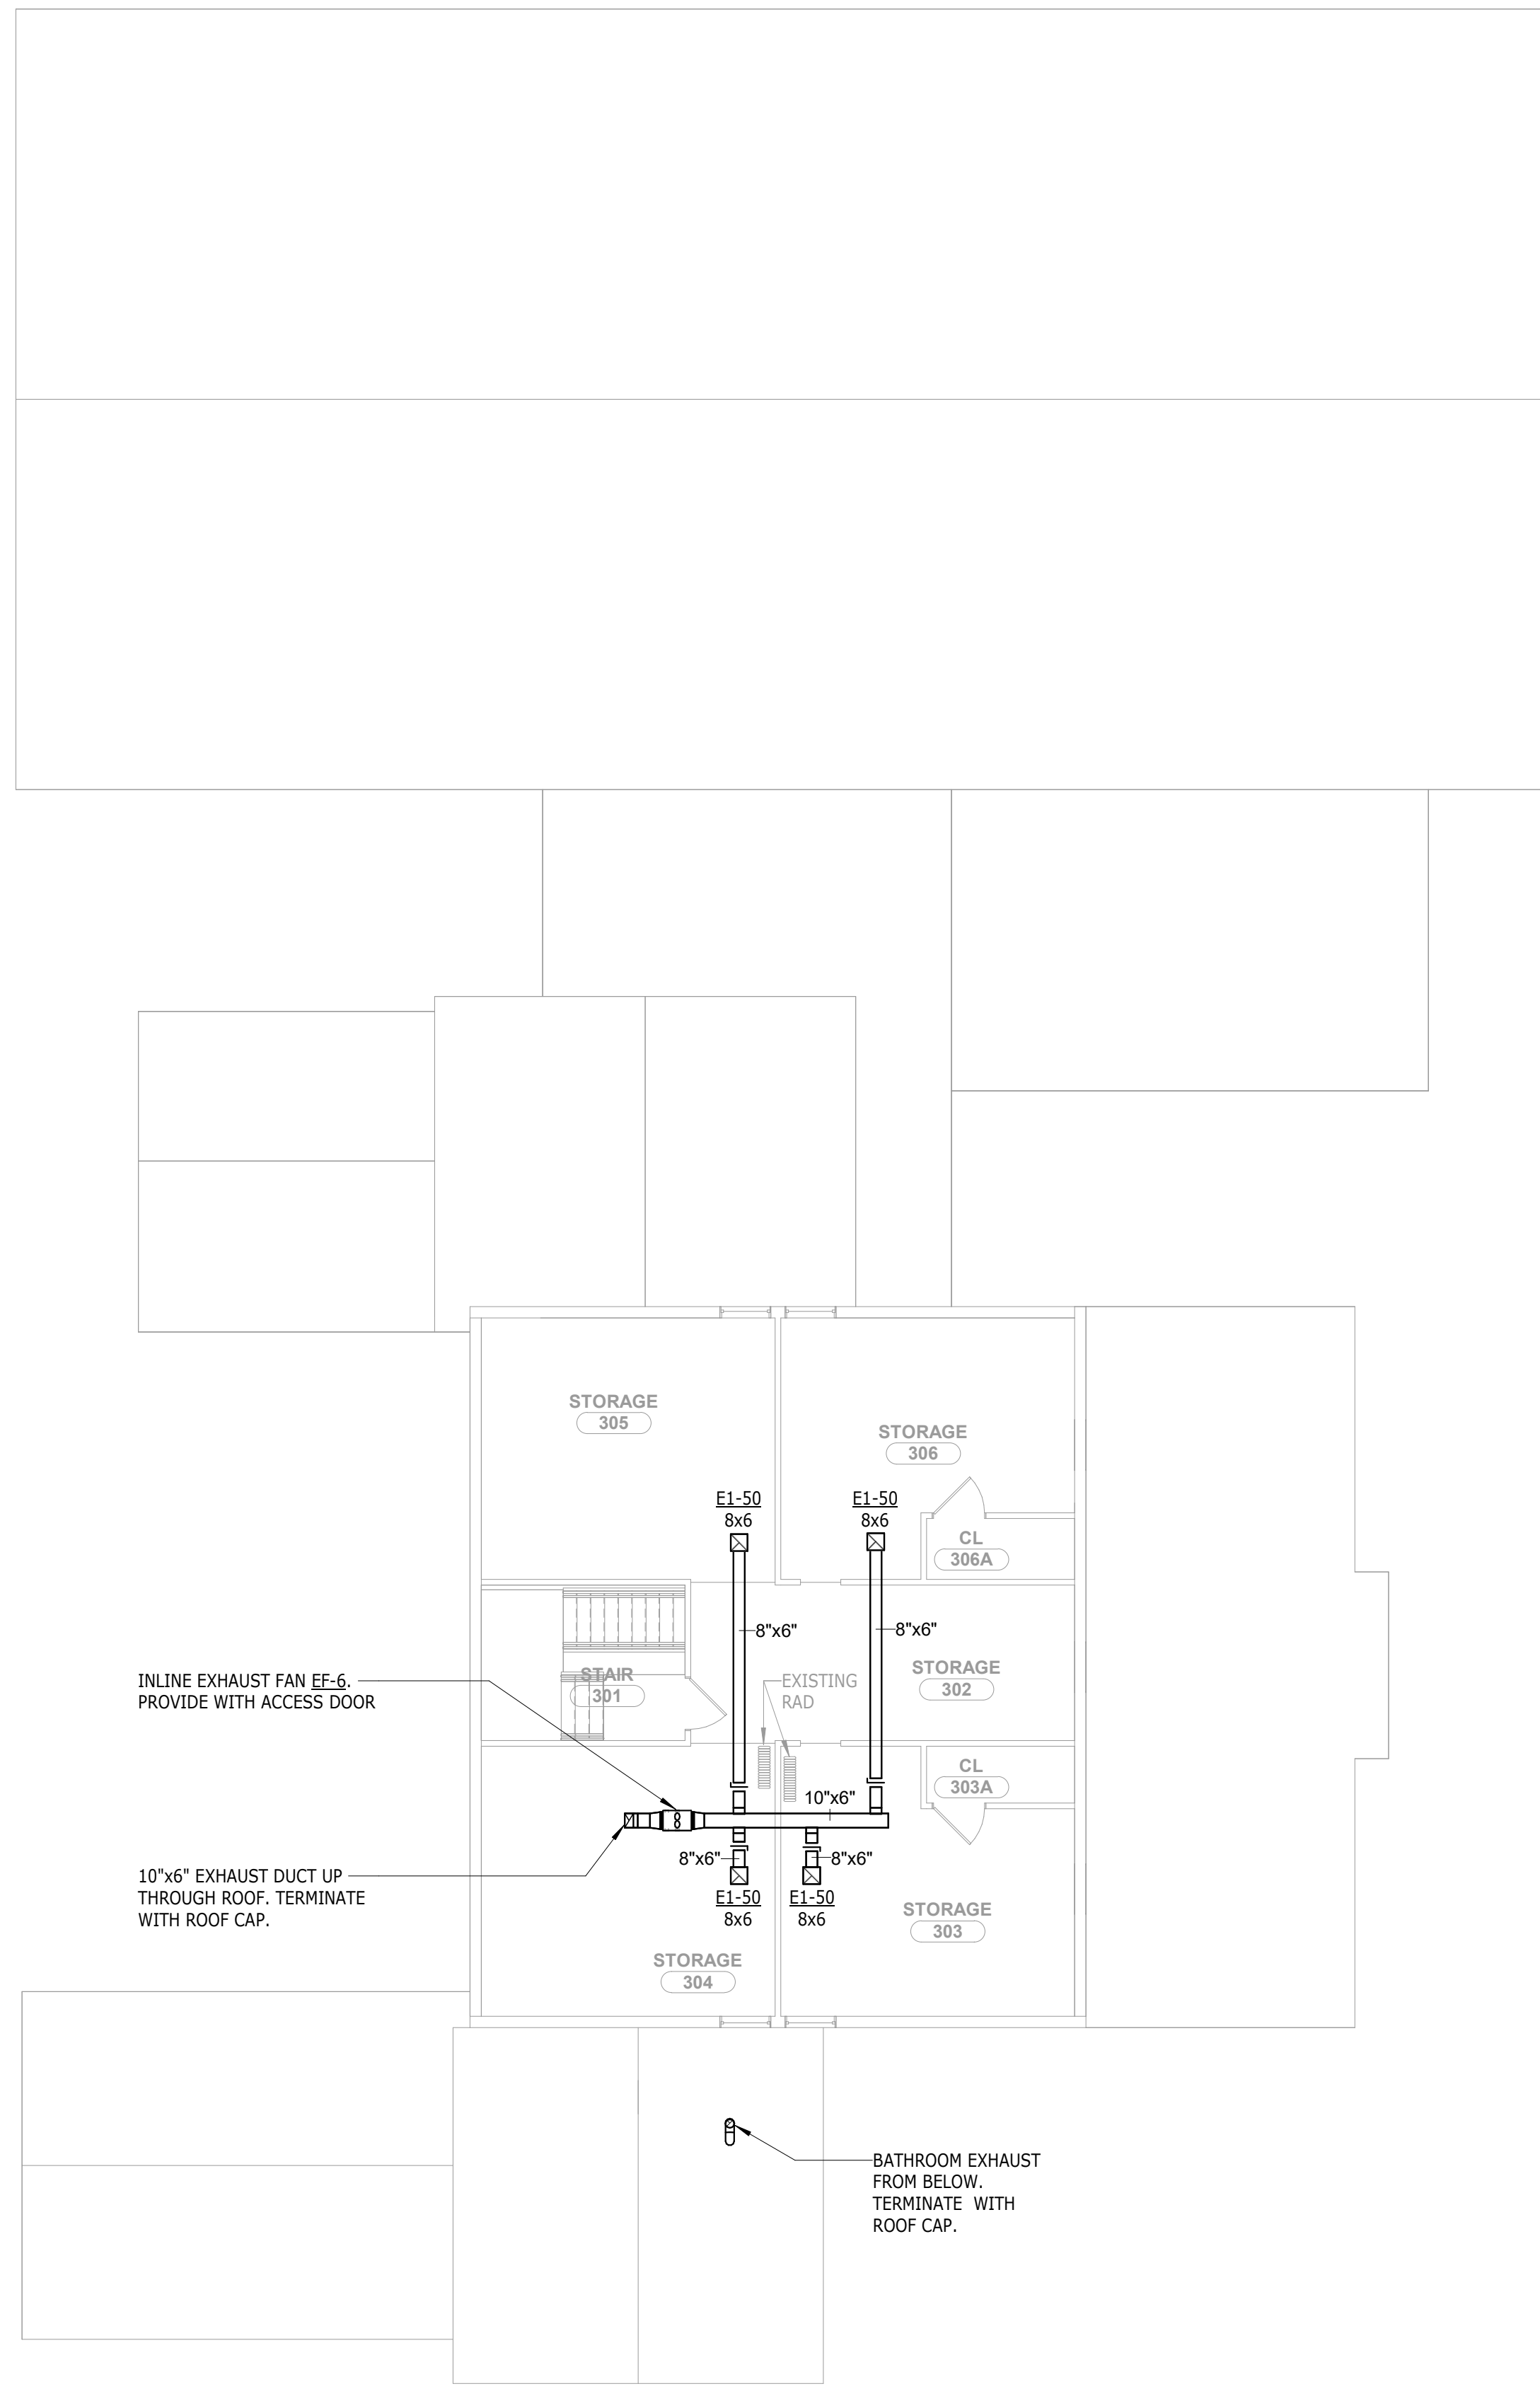 STORAGE
305
STORAGE
306
E1-50
8x6
E1-50
8x6
CL
306A
8"x6"
8"x6"
STAIR
301
INLINE EXHAUST FAN EF-6.
PROVIDE WITH ACCESS DOOR
EXISTING
RAD
STORAGE
302
CL
303A
10"x6"
8"x6"
8"x6"
10"x6" EXHAUST DUCT UP
THROUGH ROOF. TERMINATE
WITH ROOF CAP.
E1-50
8x6
E1-50
8x6
STORAGE
303
STORAGE
304
BATHROOM EXHAUST
FROM BELOW.
TERMINATE  WITH
ROOF CAP.